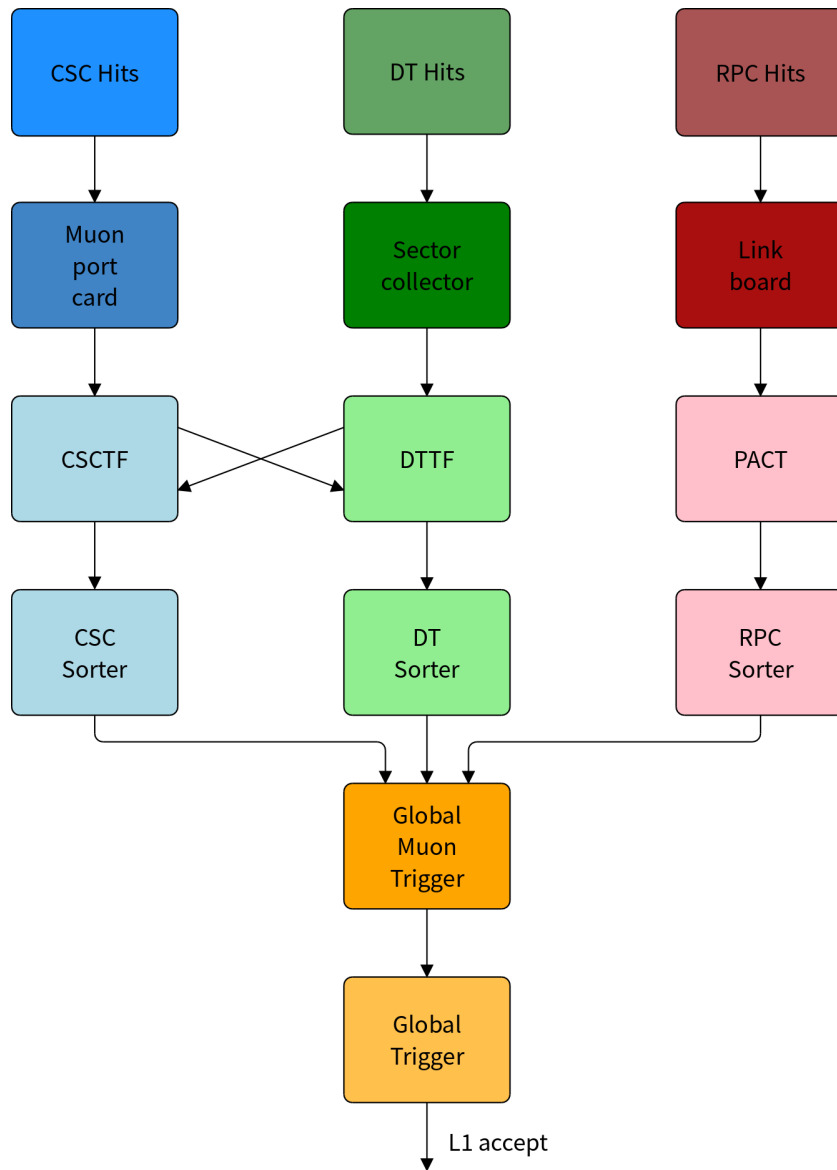 CSC Hits
DT Hits
RPC Hits
Muon
port
card
Sector
collector
Link
board
CSCTF
DTTF
PACT
CSC
Sorter
DT
Sorter
RPC
Sorter
Global
Muon
Trigger
Global
Trigger
L1 accept